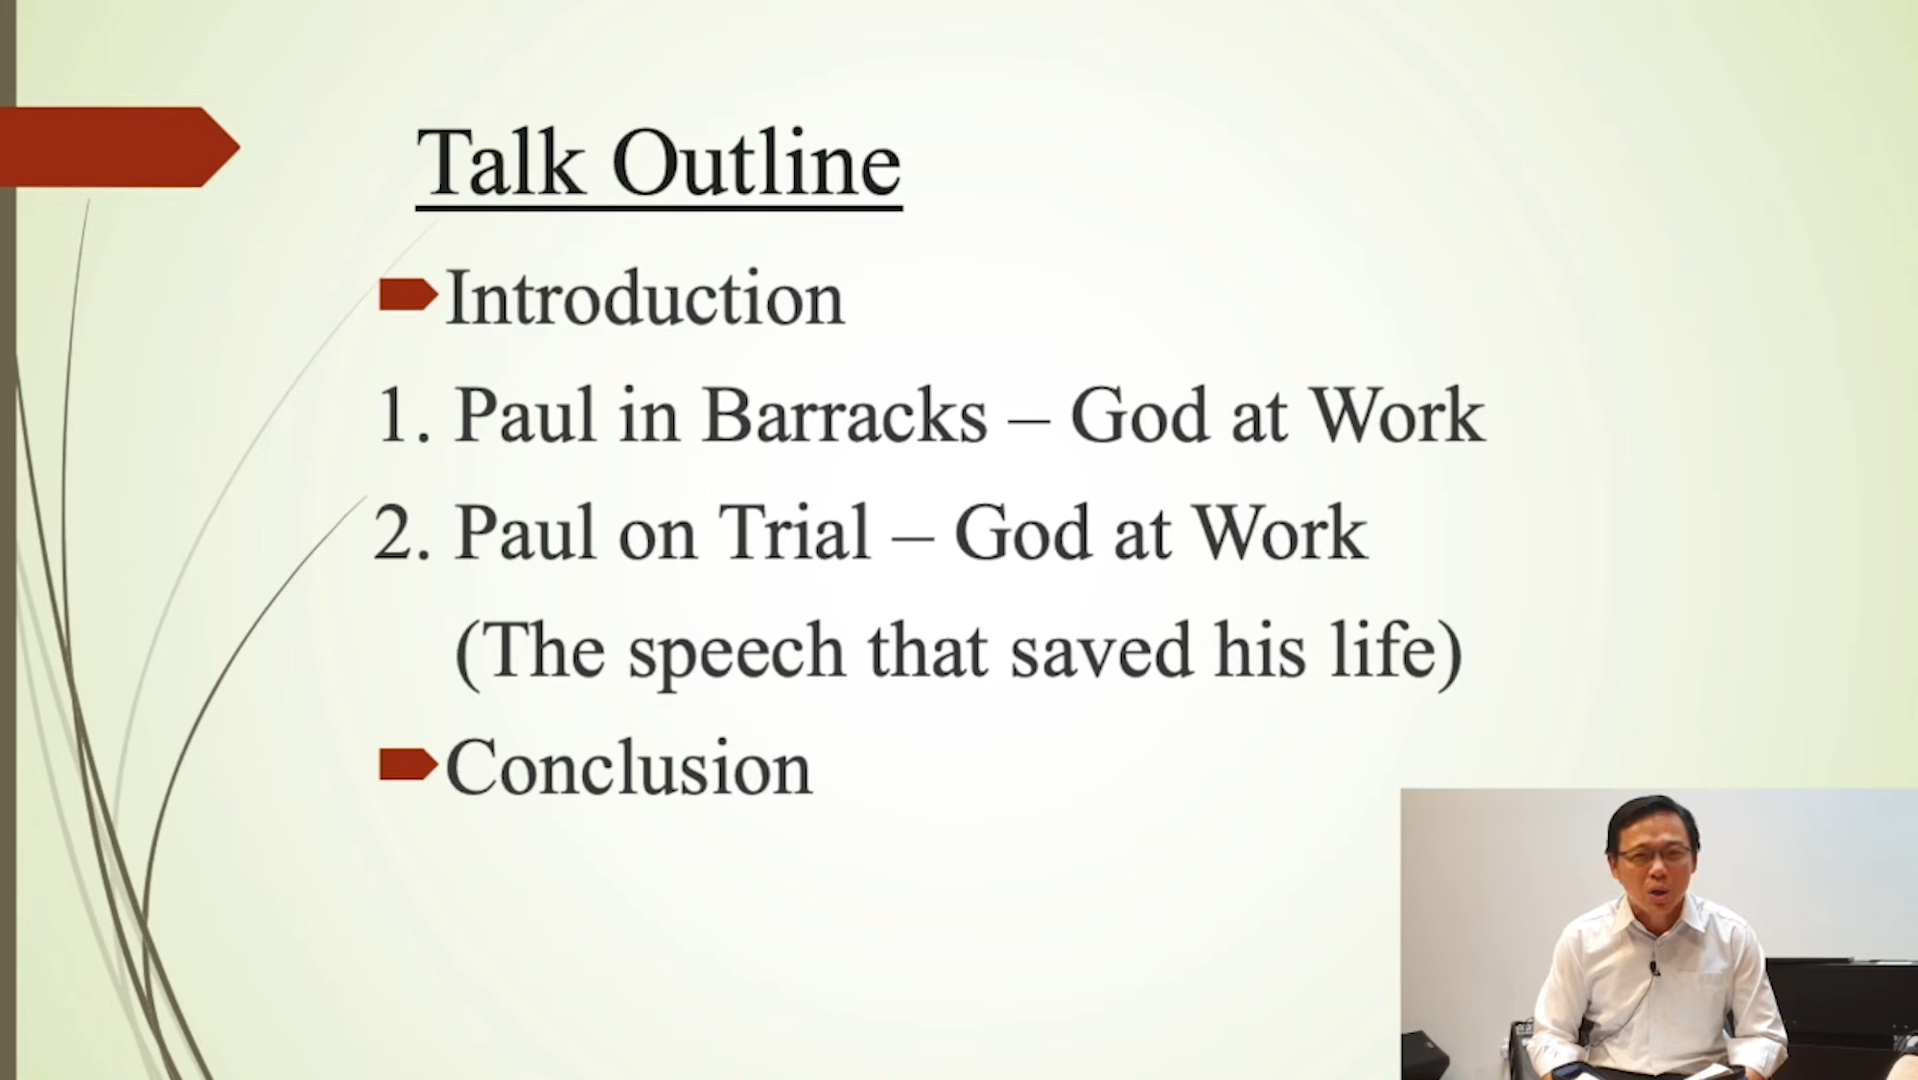 Talk Outline
Introduction
1. Paul in Barracks – God at Work
2. Paul on Trial – God at Work
(The speech that saved his life)
Conclusion